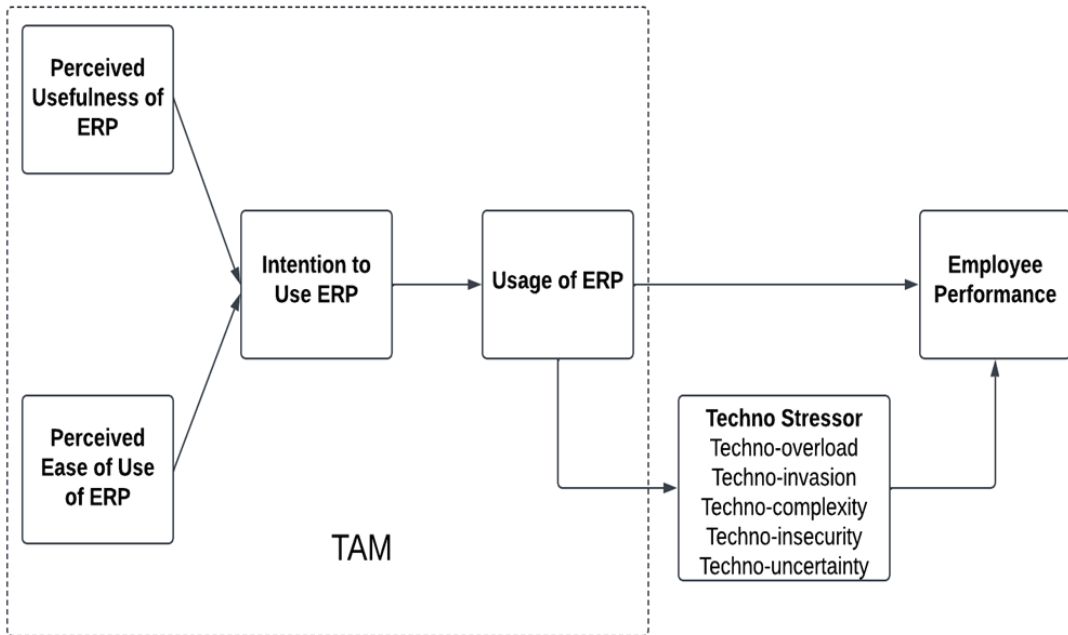 Perceived
Usefulness of
ERP
Intention to
Use ERP
Usage of ERP
Employee
Performance
Perceived
Ease of Use
of ERP
Techno Stressor
Techno-overload
Techno-invasion
Techno-complexity
Techno-insecurity
Techno-uncertainty
TAM